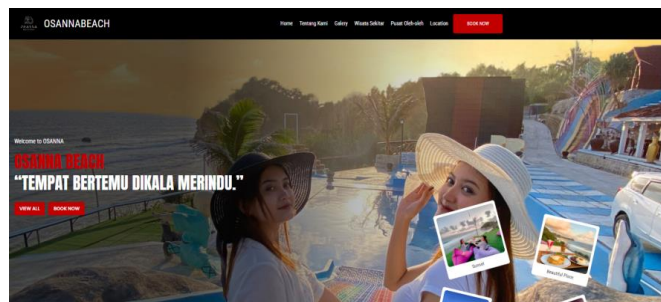 OSANNABEACH
Home Tentang Kami Galery Wisata Sekitar Pusat Oleh-oleh Location BOOK NOW
Welcome to OSANNA
OSANNA BEACH
“TEMPAT BERTEMU DIKALA MERINDU.”
VIEW ALL BOOK NOW
Sunset
Beautiful Place